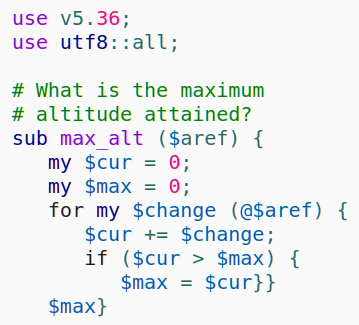 use v5.36;
use utf8::all;

# What is the maximum
# altitude attained?
sub max_alt ($aref) {
   my $cur = 0;
   my $max = 0;
   for my $change (@$aref) {
      $cur += $change;
      if ($cur > $max) {
         $max = $cur}}
   $max}